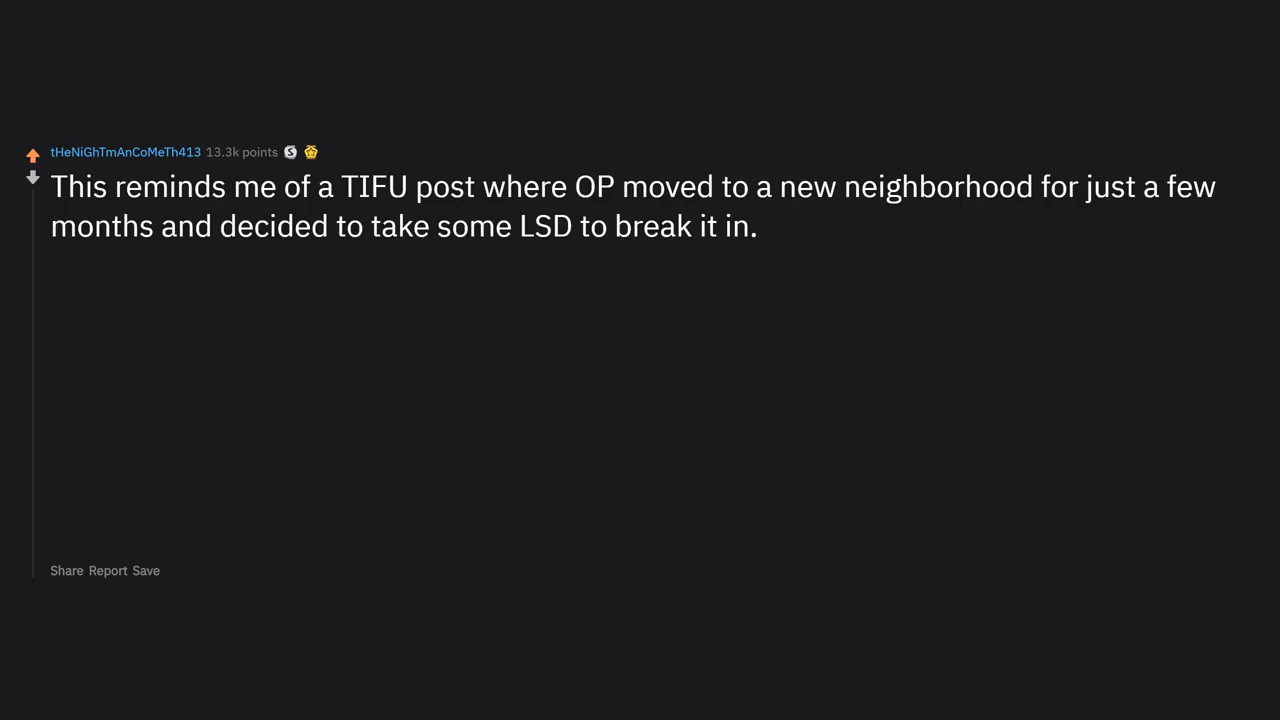 tHeNiGhTmAnCoMeTh413 13.3k points
This reminds me of a TIFU post where OP moved to a new neighborhood for just a few
months and decided to take some LSD to break it in.
Share Report Save